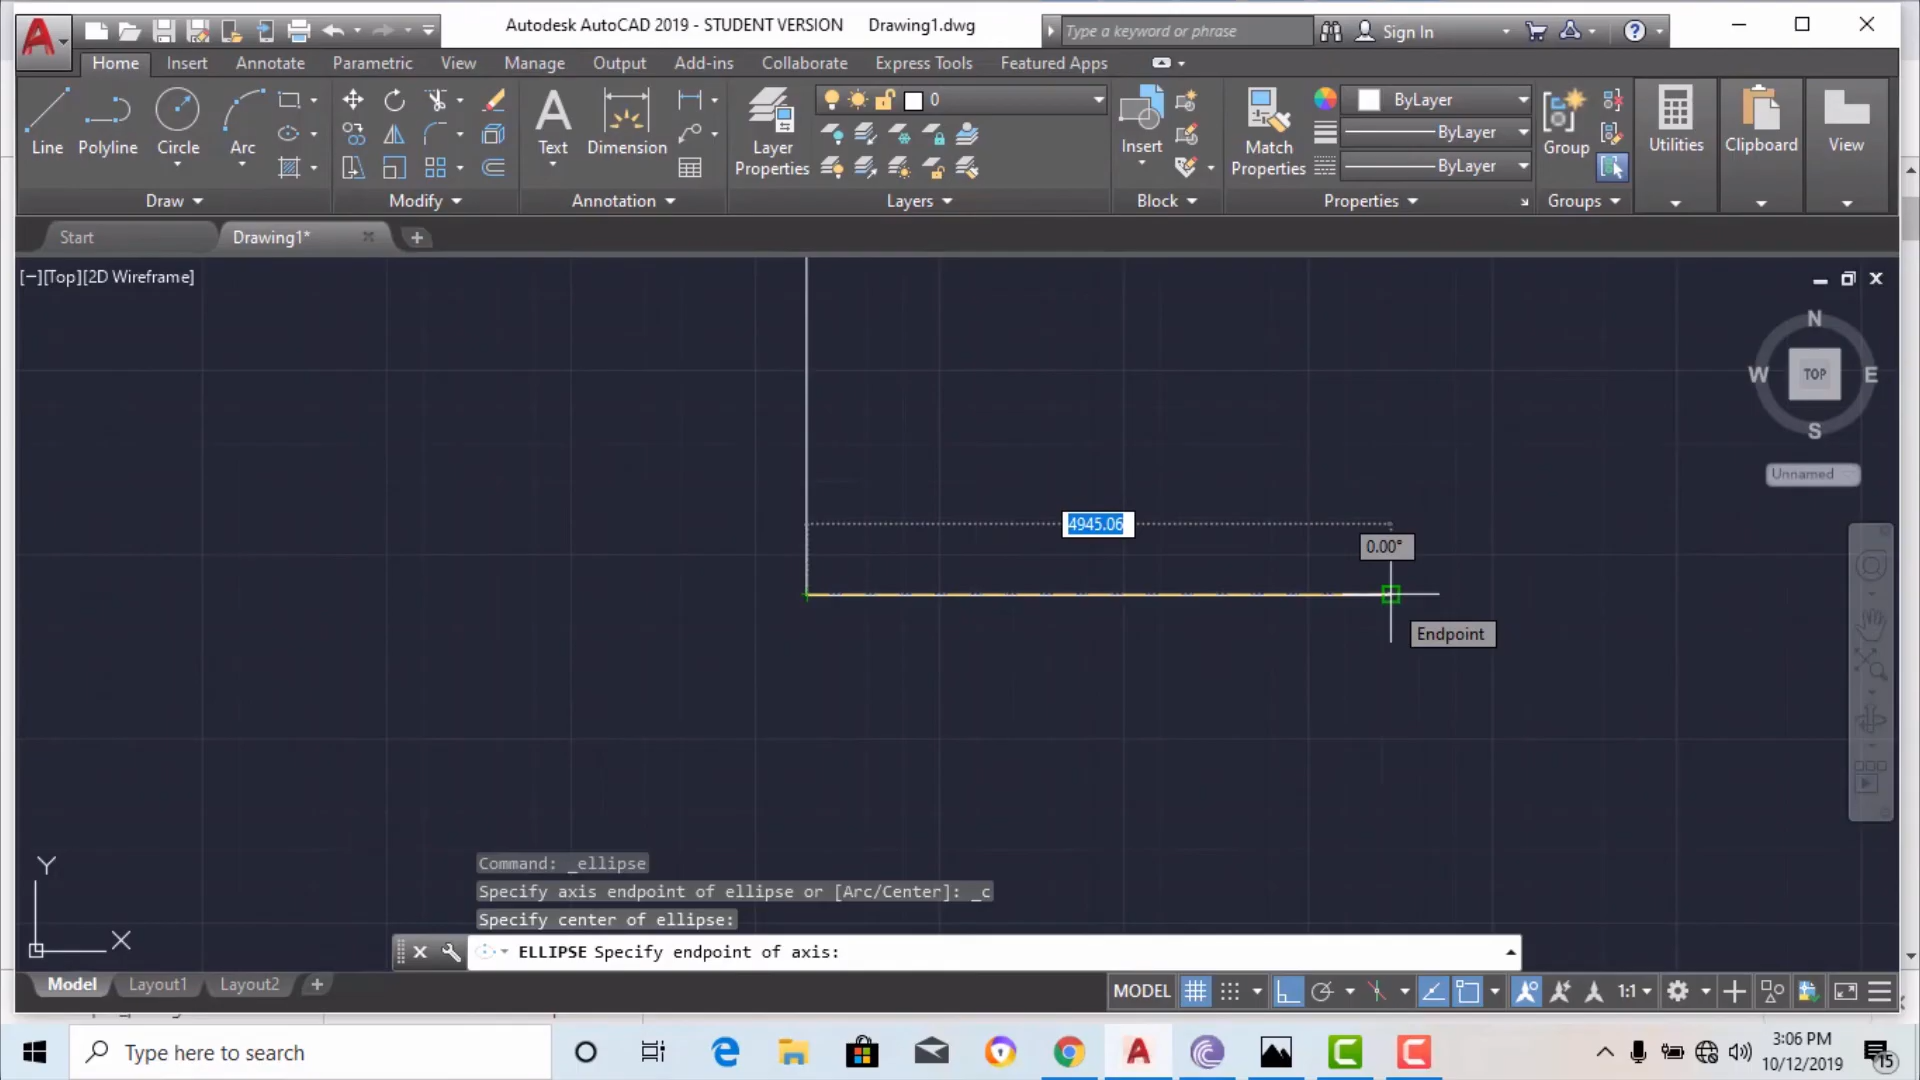 Autodesk AutoCAD 2019 - STUDENT VERSION Drawing1.dwg
Type a keyword or phrase
Sign In
Home Insert Annotate Parametric View Manage Output Add-ins Collaborate Express Tools Featured Apps
Line Polyline Circle Arc
Text Dimension
Layer Properties
0
Insert
Match Properties
ByLayer
ByLayer
ByLayer
Group
Utilities
Clipboard
View
Draw Modify Annotation Layers Block Properties Groups
Start Drawing1*
[−][Top][2D Wireframe]
N
W TOP E
S
Unnamed
4945.06
0.00°
Endpoint
Y
X
Command: _ellipse
Specify axis endpoint of ellipse or [Arc/Center]: _c
Specify center of ellipse:
ELLIPSE Specify endpoint of axis:
Model Layout1 Layout2
MODEL 1:1
Type here to search
3:06 PM
10/12/2019
15